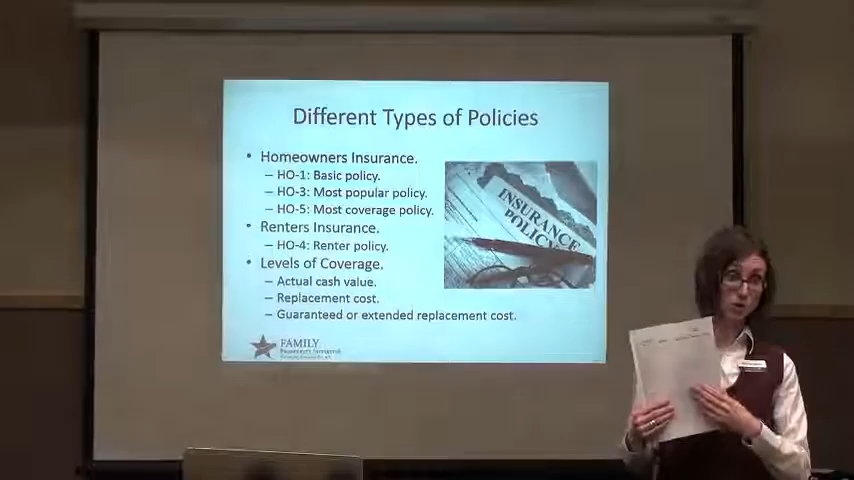 Different Types of Policies
• Homeowners Insurance.
– HO-1: Basic policy.
– HO-3: Most popular policy.
– HO-5: Most coverage policy.
• Renters Insurance.
– HO-4: Renter policy.
• Levels of Coverage.
– Actual cash value.
– Replacement cost.
– Guaranteed or extended replacement cost.
INSURANCE
POLICY
FAMILY